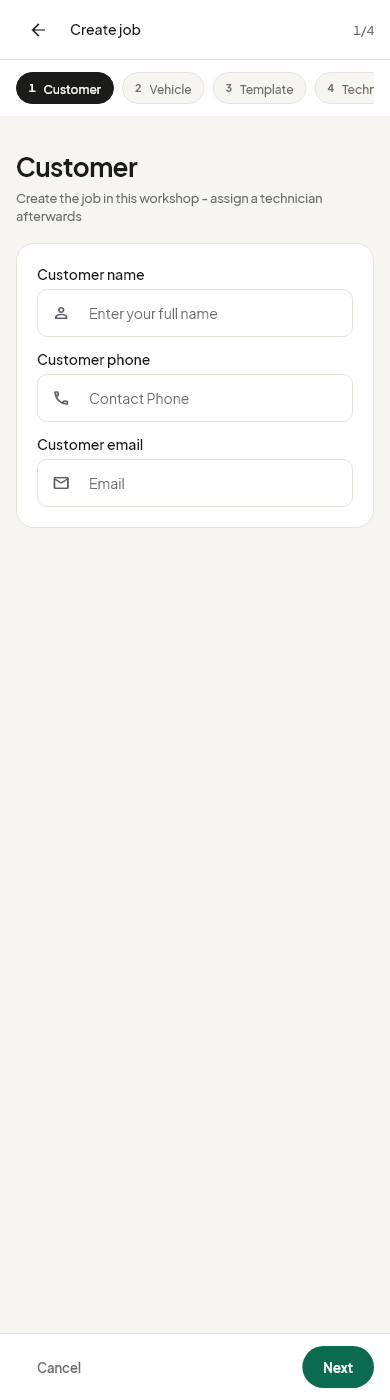 Create job
1/4
1 Customer
2 Vehicle
3 Template
4 Techr
Customer
Create the job in this workshop – assign a technician
afterwards
Customer name
Enter your full name
Customer phone
Contact Phone
Customer email
Email
Cancel
Next